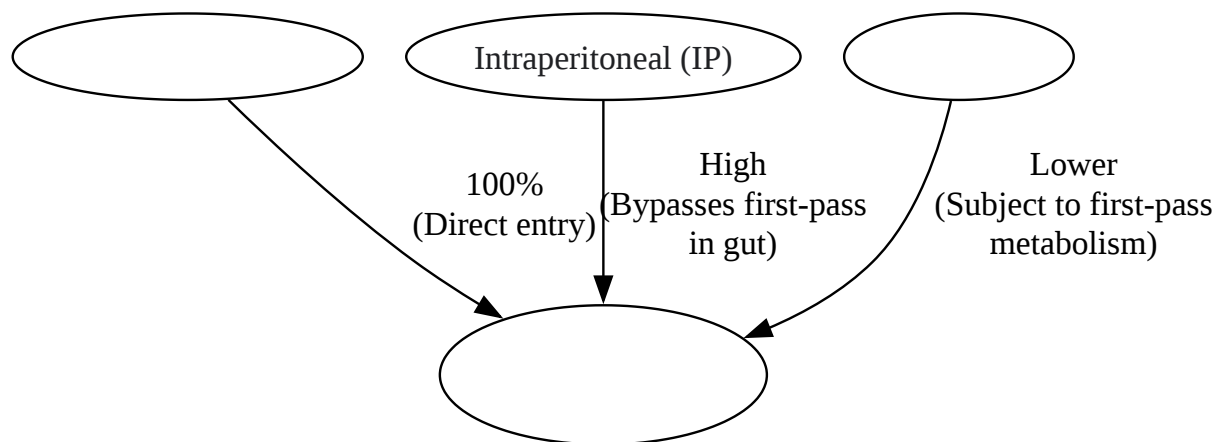 Intraperitoneal (IP)
100%
(Direct entry)
High
(Bypasses first-pass
in gut)
Lower
(Subject to first-pass
metabolism)